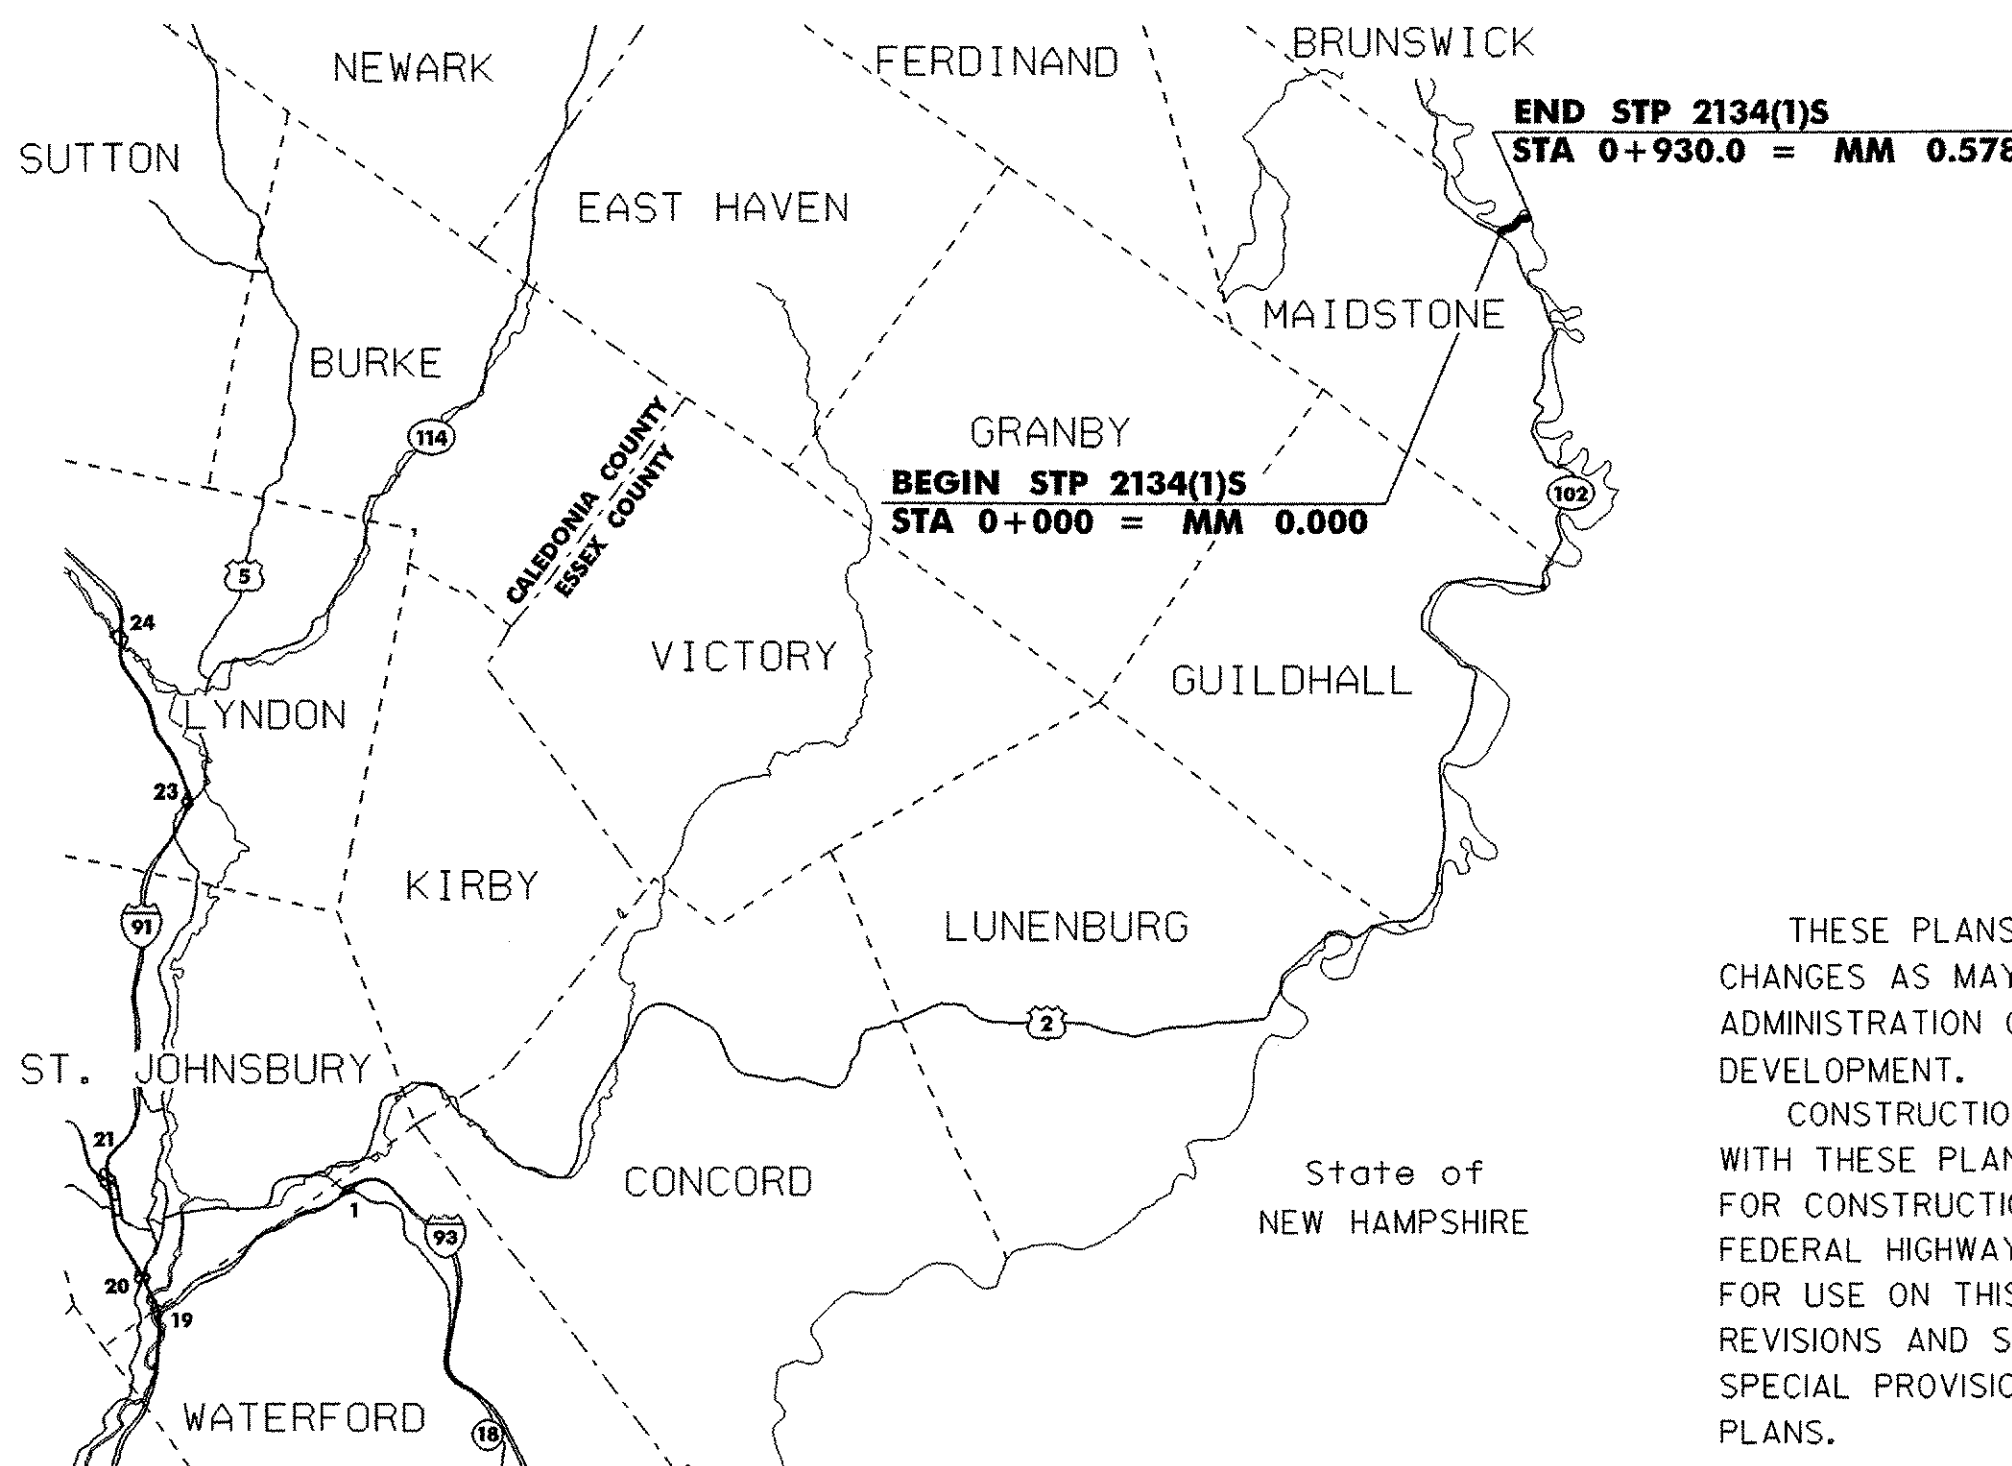 NEWARK
FERDINAND
BRUNSWICK
END STP 2134(1)S
STA 0+930.0 = MM 0.578
SUTTON
EAST HAVEN
MAIDSTONE
BURKE
114
CALEDONIA COUNTY
ESSEX COUNTY
GRANBY
BEGIN STP 2134(1)S
STA 0+000 = MM 0.000
102
5
24
VICTORY
GUILDHALL
LYNDON
23
KIRBY
91
LUNENBURG
2
ST. JOHNSBURY
21
CONCORD
State of
NEW HAMPSHIRE
1
93
20
19
WATERFORD
18
THESE PLANS
CHANGES AS MAY
ADMINISTRATION
DEVELOPMENT.
CONSTRUCTIO
WITH THESE PLAN
FOR CONSTRUCTIO
FEDERAL HIGHWAY
FOR USE ON THIS
REVISIONS AND S
SPECIAL PROVISIO
PLANS.